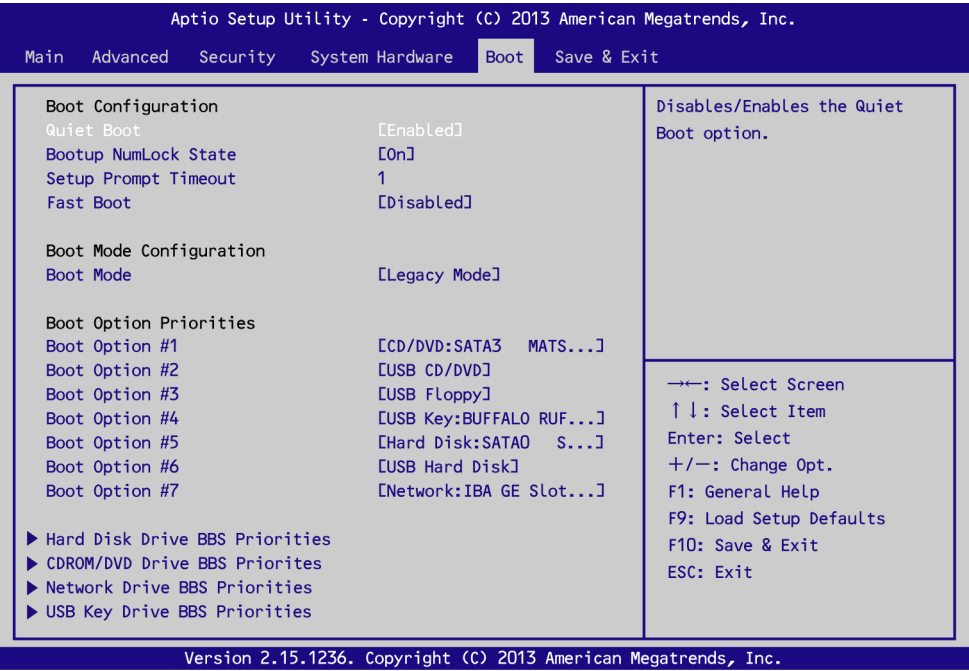 Aptio Setup Utility - Copyright (C) 2013 American Megatrends, Inc.
Main Advanced Security System Hardware Boot Save & Exit
Boot Configuration
Quiet Boot [Enabled]
Bootup NumLock State [On]
Setup Prompt Timeout 1
Fast Boot [Disabled]
Boot Mode Configuration
Boot Mode [Legacy Mode]
Boot Option Priorities
Boot Option #1 [CD/DVD:SATA3 MATS...]
Boot Option #2 [USB CD/DVD]
Boot Option #3 [USB Floppy]
Boot Option #4 [USB Key:BUFFALO RUF...]
Boot Option #5 [Hard Disk:SATA0 S...]
Boot Option #6 [USB Hard Disk]
Boot Option #7 [Network:IBA GE Slot...]
▶ Hard Disk Drive BBS Priorities
▶ CDROM/DVD Drive BBS Priorites
▶ Network Drive BBS Priorities
▶ USB Key Drive BBS Priorities
Disables/Enables the Quiet
Boot option.
→←: Select Screen
↑↓: Select Item
Enter: Select
+/−: Change Opt.
F1: General Help
F9: Load Setup Defaults
F10: Save & Exit
ESC: Exit
Version 2.15.1236. Copyright (C) 2013 American Megatrends, Inc.